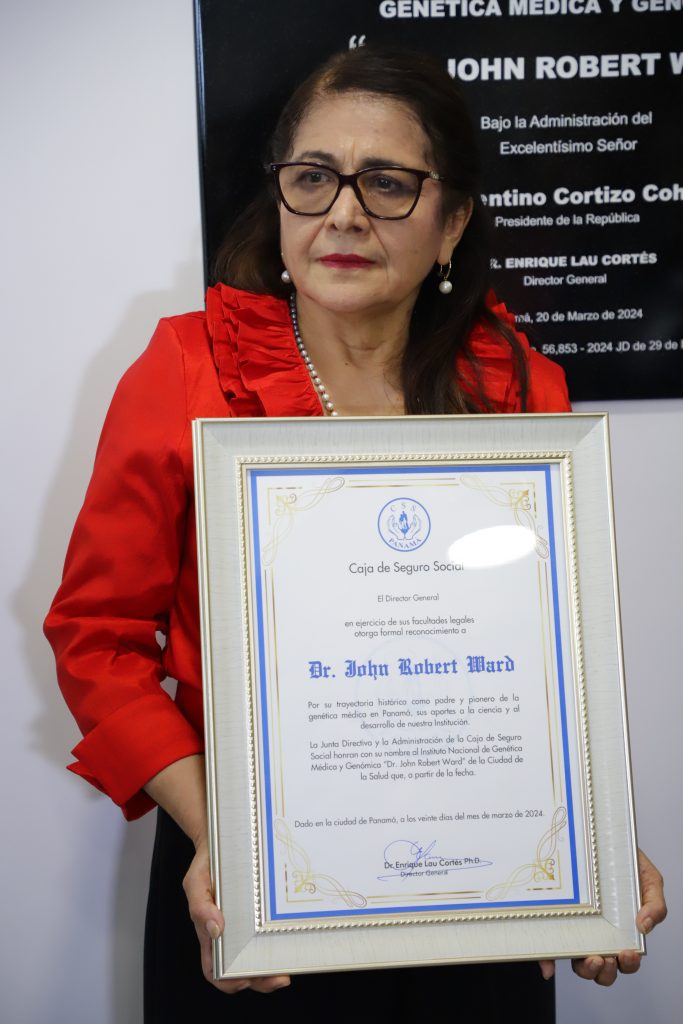 GENÉTICA MÉDICA Y GENÓ
“ JOHN ROBERT W
Bajo la Administración del
Excelentísimo Señor
entino Cortizo Coh
Presidente de la República
R. ENRIQUE LAU CORTÉS
Director General
má, 20 de Marzo de 2024
56,853 - 2024 JD de 29 de
CSS
PANAMÁ
Caja de Seguro Social
El Director General
en ejercicio de sus facultades legales
otorga formal reconocimiento a
Dr. John Robert Ward
Por su trayectoria histórico como padre y pionero de la
genética médica en Panamá, sus aportes a la ciencia y al
desarrollo de nuestra Institución.
La Junta Directiva y la Administración de la Caja de Seguro
Social honran con su nombre al Instituto Nacional de Genética
Médica y Genómica “Dr. John Robert Ward” de la Ciudad de
la Salud que, a partir de la fecha.
Dado en la ciudad de Panamá, a los veinte días del mes de marzo de 2024.
Dr. Enrique Lau Cortés Ph.D.
Director General